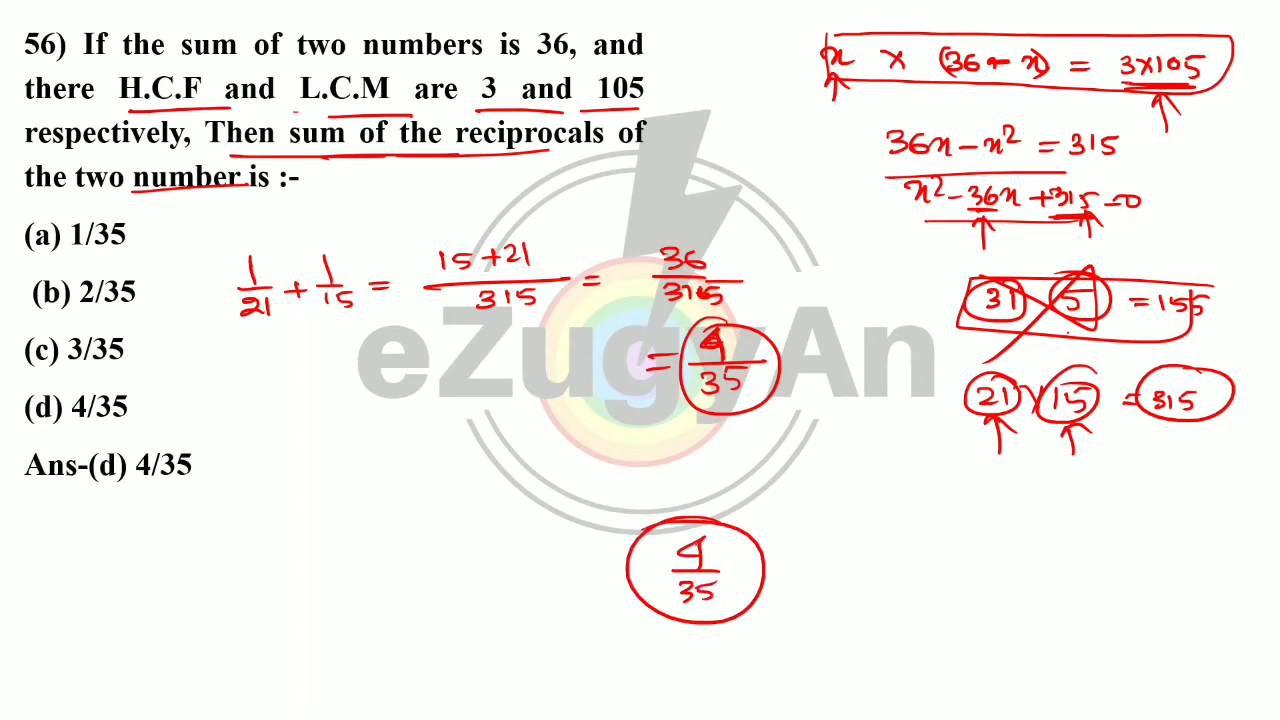 56) If the sum of two numbers is 36, and
there H.C.F and L.C.M are 3 and 105
respectively, Then sum of the reciprocals of
the two number is :-
(a) 1/35
(b) 2/35
(c) 3/35
(d) 4/35
Ans-(d) 4/35
1/21 + 1/15 = 15+21/315 = 36/315
= 4/35
4/35
x × (36-x) = 3×105
36x-x² = 315
x²-36x+315=0
31 5 = 155
21 × 15 = 315
eZugyAn